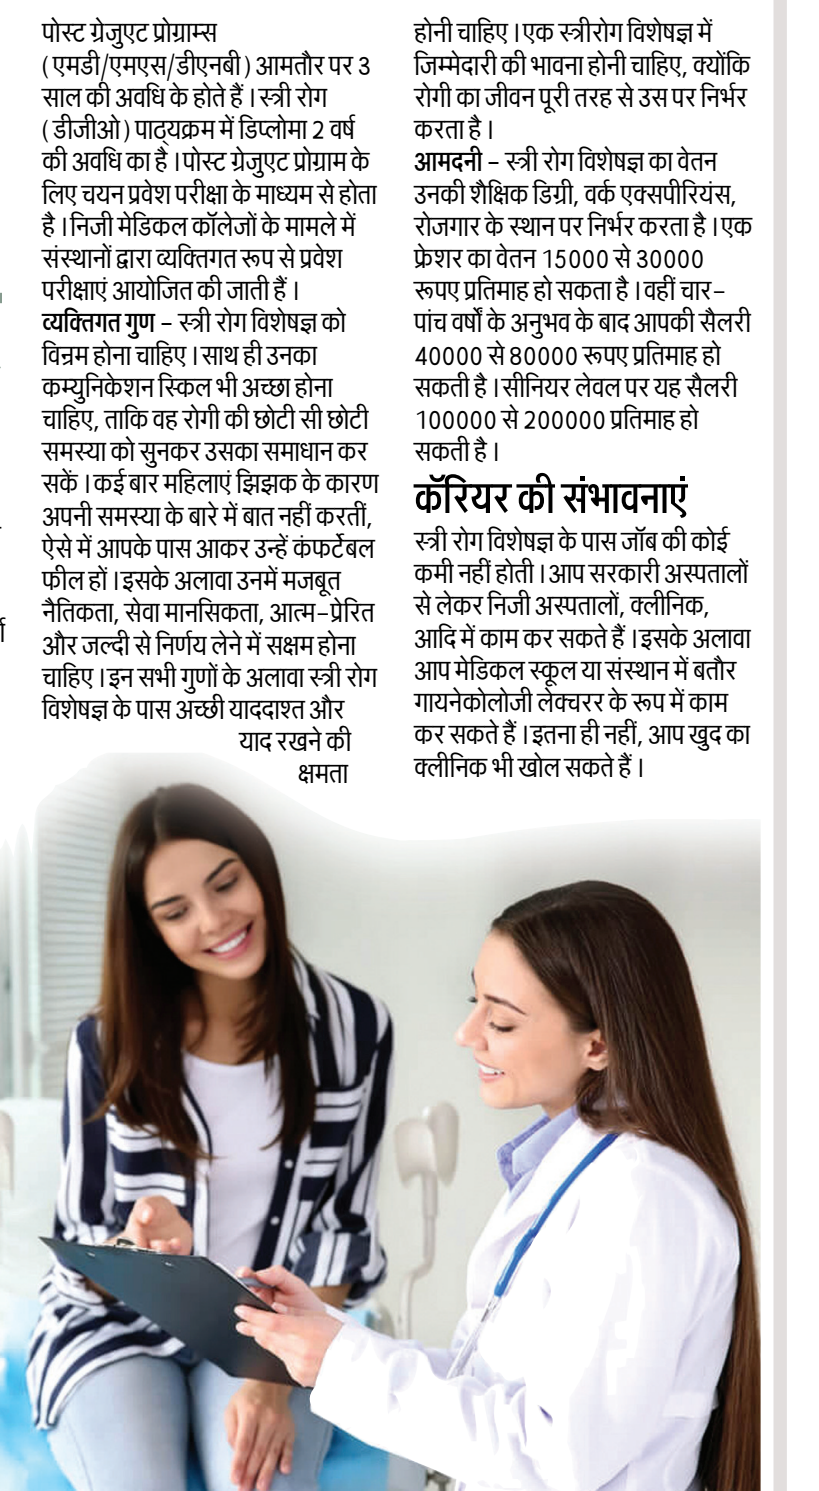 पोस्ट ग्रेजुएट प्रोग्राम्स
(एमडी/एमएस/डीएनबी) आमतौर पर 3
साल की अवधि के होते हैं। स्त्री रोग
(डीजीओ) पाठ्यक्रम में डिप्लोमा 2 वर्ष
की अवधि का है। पोस्ट ग्रेजुएट प्रोग्राम के
लिए चयन प्रवेश परीक्षा के माध्यम से होता
है। निजी मेडिकल कॉलेजों के मामले में
संस्थानों द्वारा व्यक्तिगत रूप से प्रवेश
परीक्षाएं आयोजित की जाती हैं।
व्यक्तिगत गुण – स्त्री रोग विशेषज्ञ को
विन्रम होना चाहिए। साथ ही उनका
कम्युनिकेशन स्किल भी अच्छा होना
चाहिए, ताकि वह रोगी की छोटी सी छोटी
समस्या को सुनकर उसका समाधान कर
सकें। कई बार महिलाएं झिझक के कारण
अपनी समस्या के बारे में बात नहीं करतीं,
ऐसे में आपके पास आकर उन्हें कंफर्टेबल
फील हों। इसके अलावा उनमें मजबूत
नैतिकता, सेवा मानसिकता, आत्म-प्रेरित
और जल्दी से निर्णय लेने में सक्षम होना
चाहिए। इन सभी गुणों के अलावा स्त्री रोग
विशेषज्ञ के पास अच्छी याददाश्त और
याद रखने की
क्षमता
होनी चाहिए। एक स्त्रीरोग विशेषज्ञ में
जिम्मेदारी की भावना होनी चाहिए, क्योंकि
रोगी का जीवन पूरी तरह से उस पर निर्भर
करता है।
आमदनी – स्त्री रोग विशेषज्ञ का वेतन
उनकी शैक्षिक डिग्री, वर्क एक्सपीरियंस,
रोजगार के स्थान पर निर्भर करता है। एक
फ्रेशर का वेतन 15000 से 30000
रूपए प्रतिमाह हो सकता है। वहीं चार-
पांच वर्षों के अनुभव के बाद आपकी सैलरी
40000 से 80000 रूपए प्रतिमाह हो
सकती है। सीनियर लेवल पर यह सैलरी
100000 से 200000 प्रतिमाह हो
सकती है।
कॅरियर की संभावनाएं
स्त्री रोग विशेषज्ञ के पास जॉब की कोई
कमी नहीं होती। आप सरकारी अस्पतालों
से लेकर निजी अस्पतालों, क्लीनिक,
आदि में काम कर सकते हैं। इसके अलावा
आप मेडिकल स्कूल या संस्थान में बतौर
गायनेकोलोजी लेक्चरर के रूप में काम
कर सकते हैं। इतना ही नहीं, आप खुद का
क्लीनिक भी खोल सकते हैं।